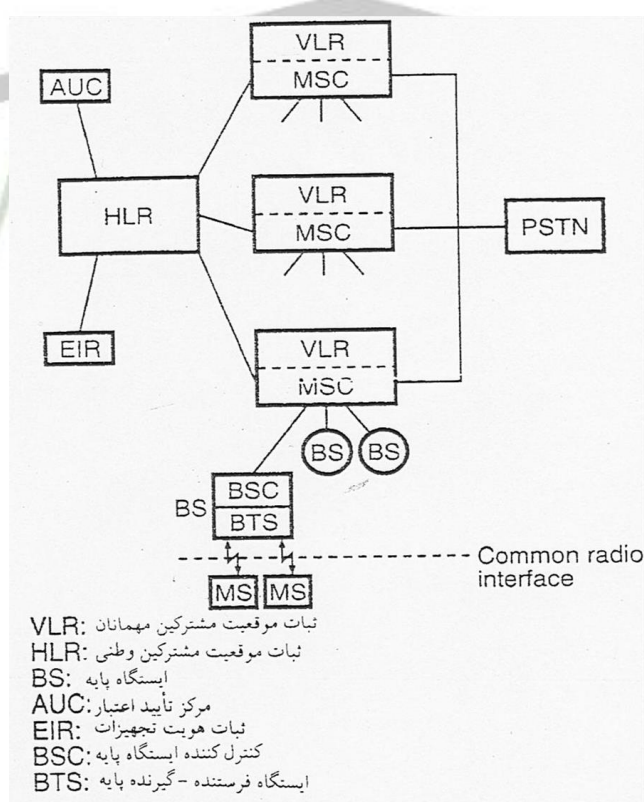 VLR
MSC
AUC
HLR
VLR
MSC
PSTN
EIR
VLR
MSC
BS
BS
BS
BSC
BTS
Common radio
interface
MS
MS
VLR: ثبات موقعیت مشترکین مهمانان
HLR: ثبات موقعیت مشترکین وطنی
BS: ایستگاه پایه
AUC: مرکز تأیید اعتبار
EIR: ثبات هویت تجهیزات
BSC: کنترل کننده ایستگاه پایه
BTS: ایستگاه فرستنده - گیرنده پایه